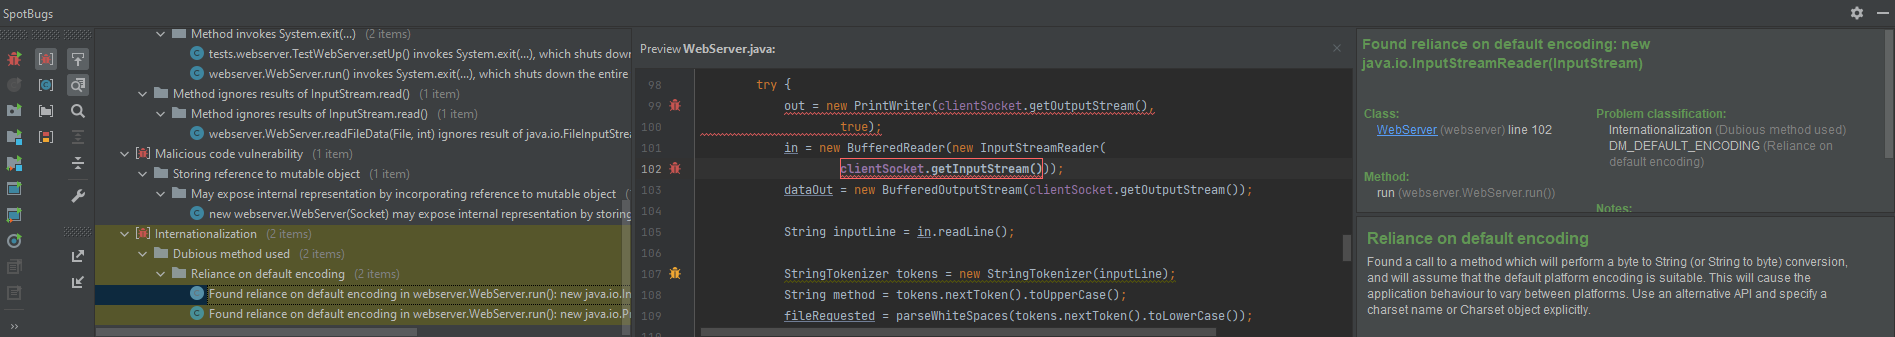 SpotBugs
Method invokes System.exit(...) (2 items)
tests.webserver.TestWebServer.setUp() invokes System.exit(...), which shuts down
webserver.WebServer.run() invokes System.exit(...), which shuts down the entire
Method ignores results of InputStream.read() (1 item)
Method ignores results of InputStream.read() (1 item)
webserver.WebServer.readFileData(File, int) ignores result of java.io.FileInputStrea
Malicious code vulnerability (1 item)
Storing reference to mutable object (1 item)
May expose internal representation by incorporating reference to mutable object
new webserver.WebServer(Socket) may expose internal representation by storing
Internationalization (2 items)
Dubious method used (2 items)
Reliance on default encoding (2 items)
Found reliance on default encoding in webserver.WebServer.run(): new java.io.In
Found reliance on default encoding in webserver.WebServer.run(): new java.io.Pr
>>
Preview WebServer.java:
98 try {
99 out = new PrintWriter(clientSocket.getOutputStream(),
100 true);
101 in = new BufferedReader(new InputStreamReader(
102 clientSocket.getInputStream()));
103 dataOut = new BufferedOutputStream(clientSocket.getOutputStream());
104
105 String inputLine = in.readLine();
106
107 StringTokenizer tokens = new StringTokenizer(inputLine);
108 String method = tokens.nextToken().toUpperCase();
109 fileRequested = parseWhiteSpaces(tokens.nextToken().toLowerCase());
110
Found reliance on default encoding: new
java.io.InputStreamReader(InputStream)
Class:
WebServer (webserver) line 102
Method:
run (webserver.WebServer.run())
Problem classification:
Internationalization (Dubious method used)
DM_DEFAULT_ENCODING (Reliance on
default encoding)
Notes:
Reliance on default encoding
Found a call to a method which will perform a byte to String (or String to byte) conversion,
and will assume that the default platform encoding is suitable. This will cause the
application behaviour to vary between platforms. Use an alternative API and specify a
charset name or Charset object explicitly.